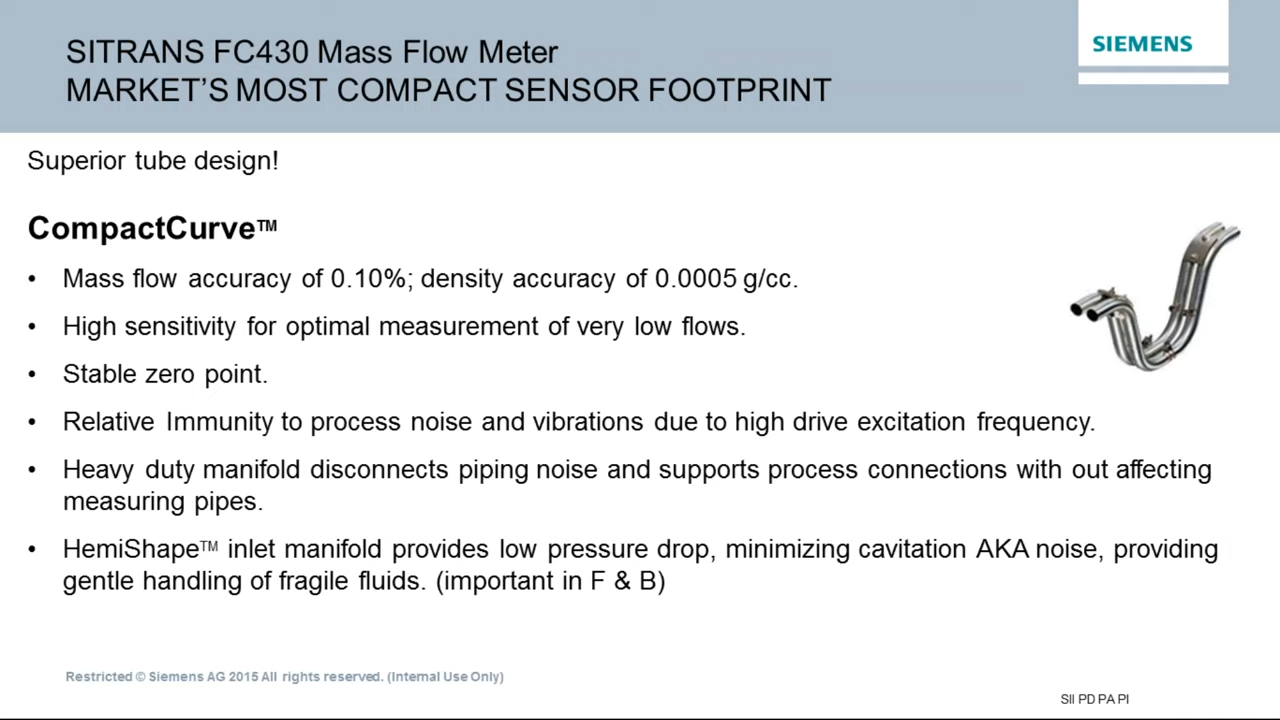 SITRANS FC430 Mass Flow Meter
MARKET'S MOST COMPACT SENSOR FOOTPRINT
SIEMENS
Superior tube design!
CompactCurve™
• Mass flow accuracy of 0.10%; density accuracy of 0.0005 g/cc.
• High sensitivity for optimal measurement of very low flows.
• Stable zero point.
• Relative Immunity to process noise and vibrations due to high drive excitation frequency.
• Heavy duty manifold disconnects piping noise and supports process connections with out affecting
measuring pipes.
• HemiShape™ inlet manifold provides low pressure drop, minimizing cavitation AKA noise, providing
gentle handling of fragile fluids. (important in F & B)
Restricted © Siemens AG 2015 All rights reserved. (Internal Use Only)
SII PD PA PI